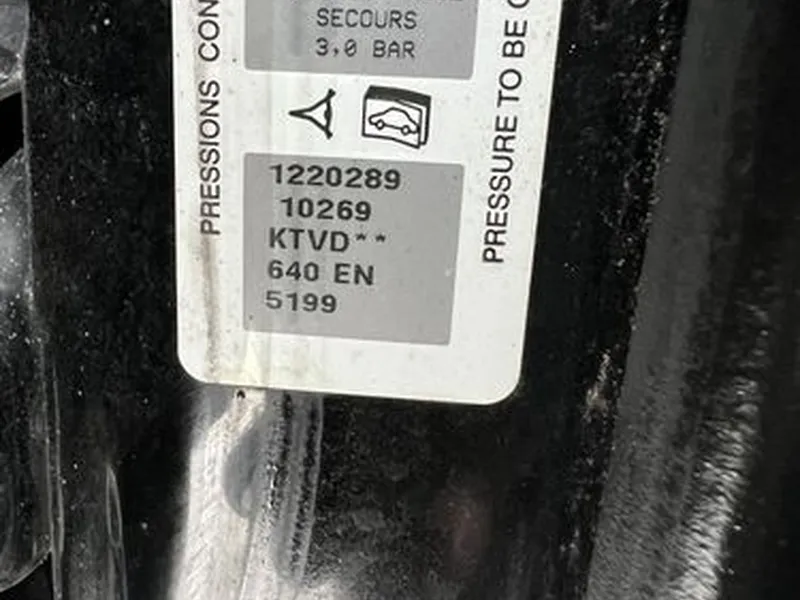 SECOURS
3,0 BAR
PRESSIONS
PRESSURE TO BE
1220289
10269
KTVD**
640 EN
5199